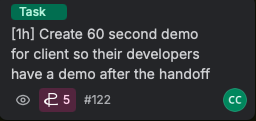 Task
[1h] Create 60 second demo
for client so their developers
have a demo after the handoff
5 #122 CC